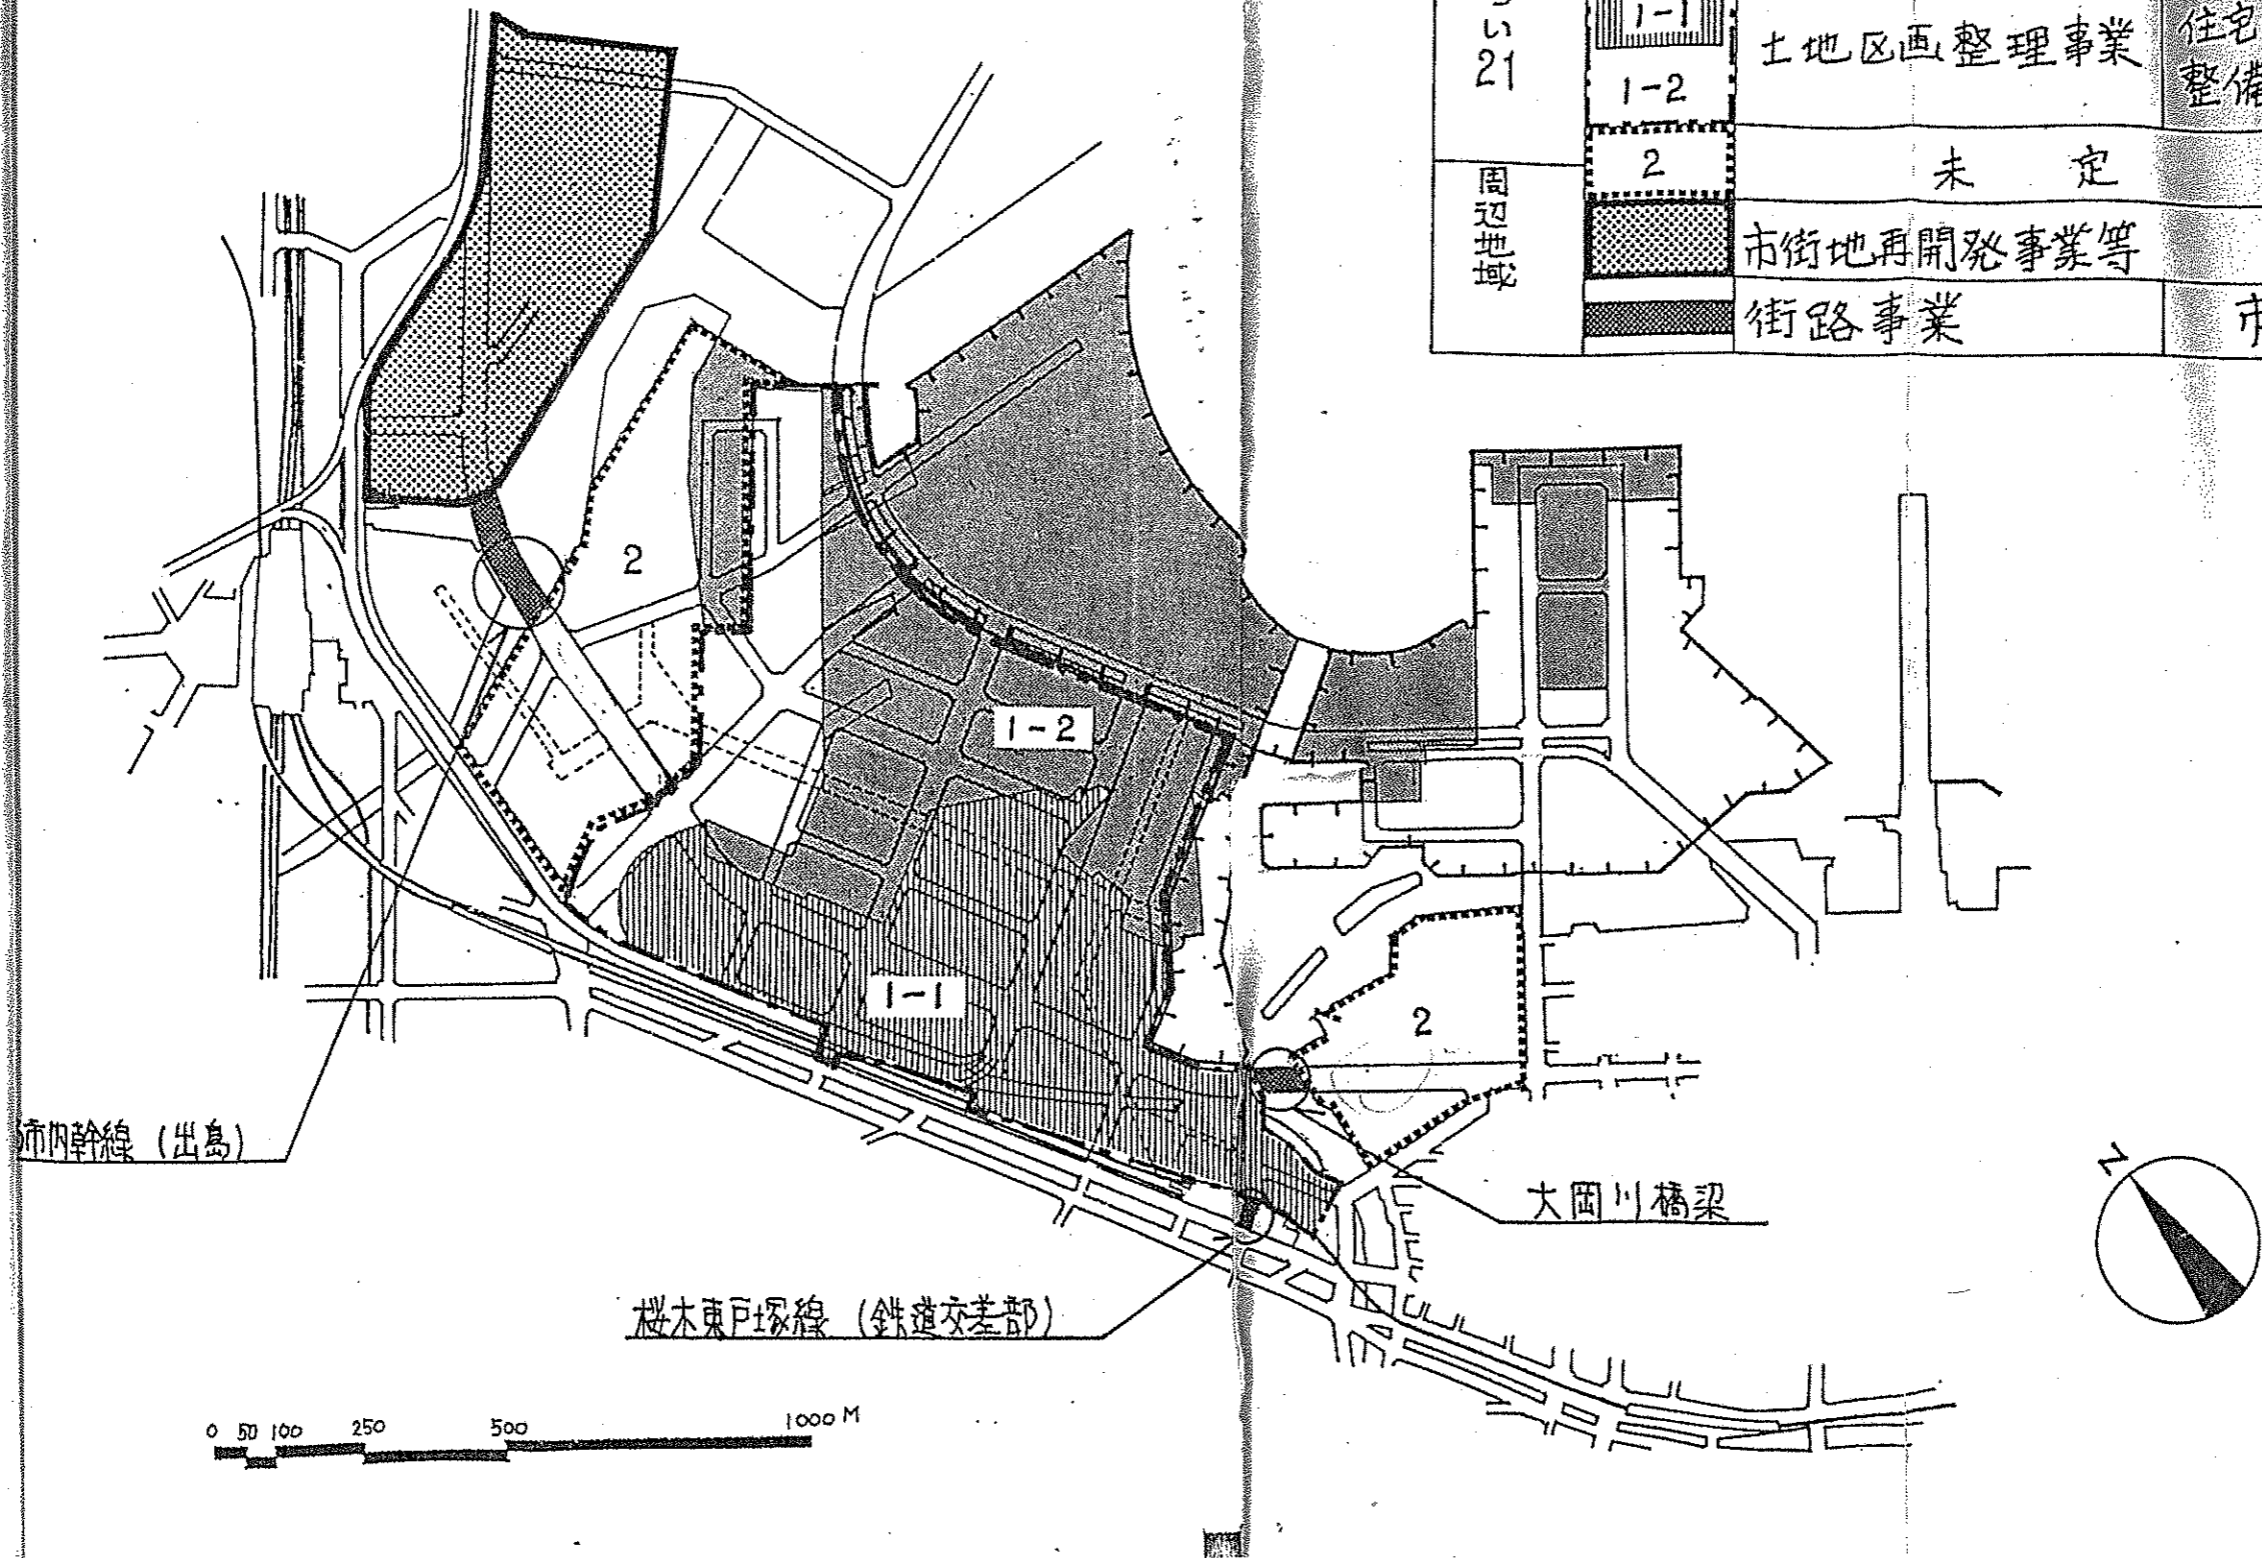 らい21
1-1
1-2
土地区画整理事業
住宅
整備
2
未 定
周辺地域
市街地再開発事業等
街路事業
市
2
1-2
1-1
2
市内幹線 (出島)
大岡川橋梁
桜木東戸塚線 (鉄道交差部)
N
0 50 100 250 500 1000 M